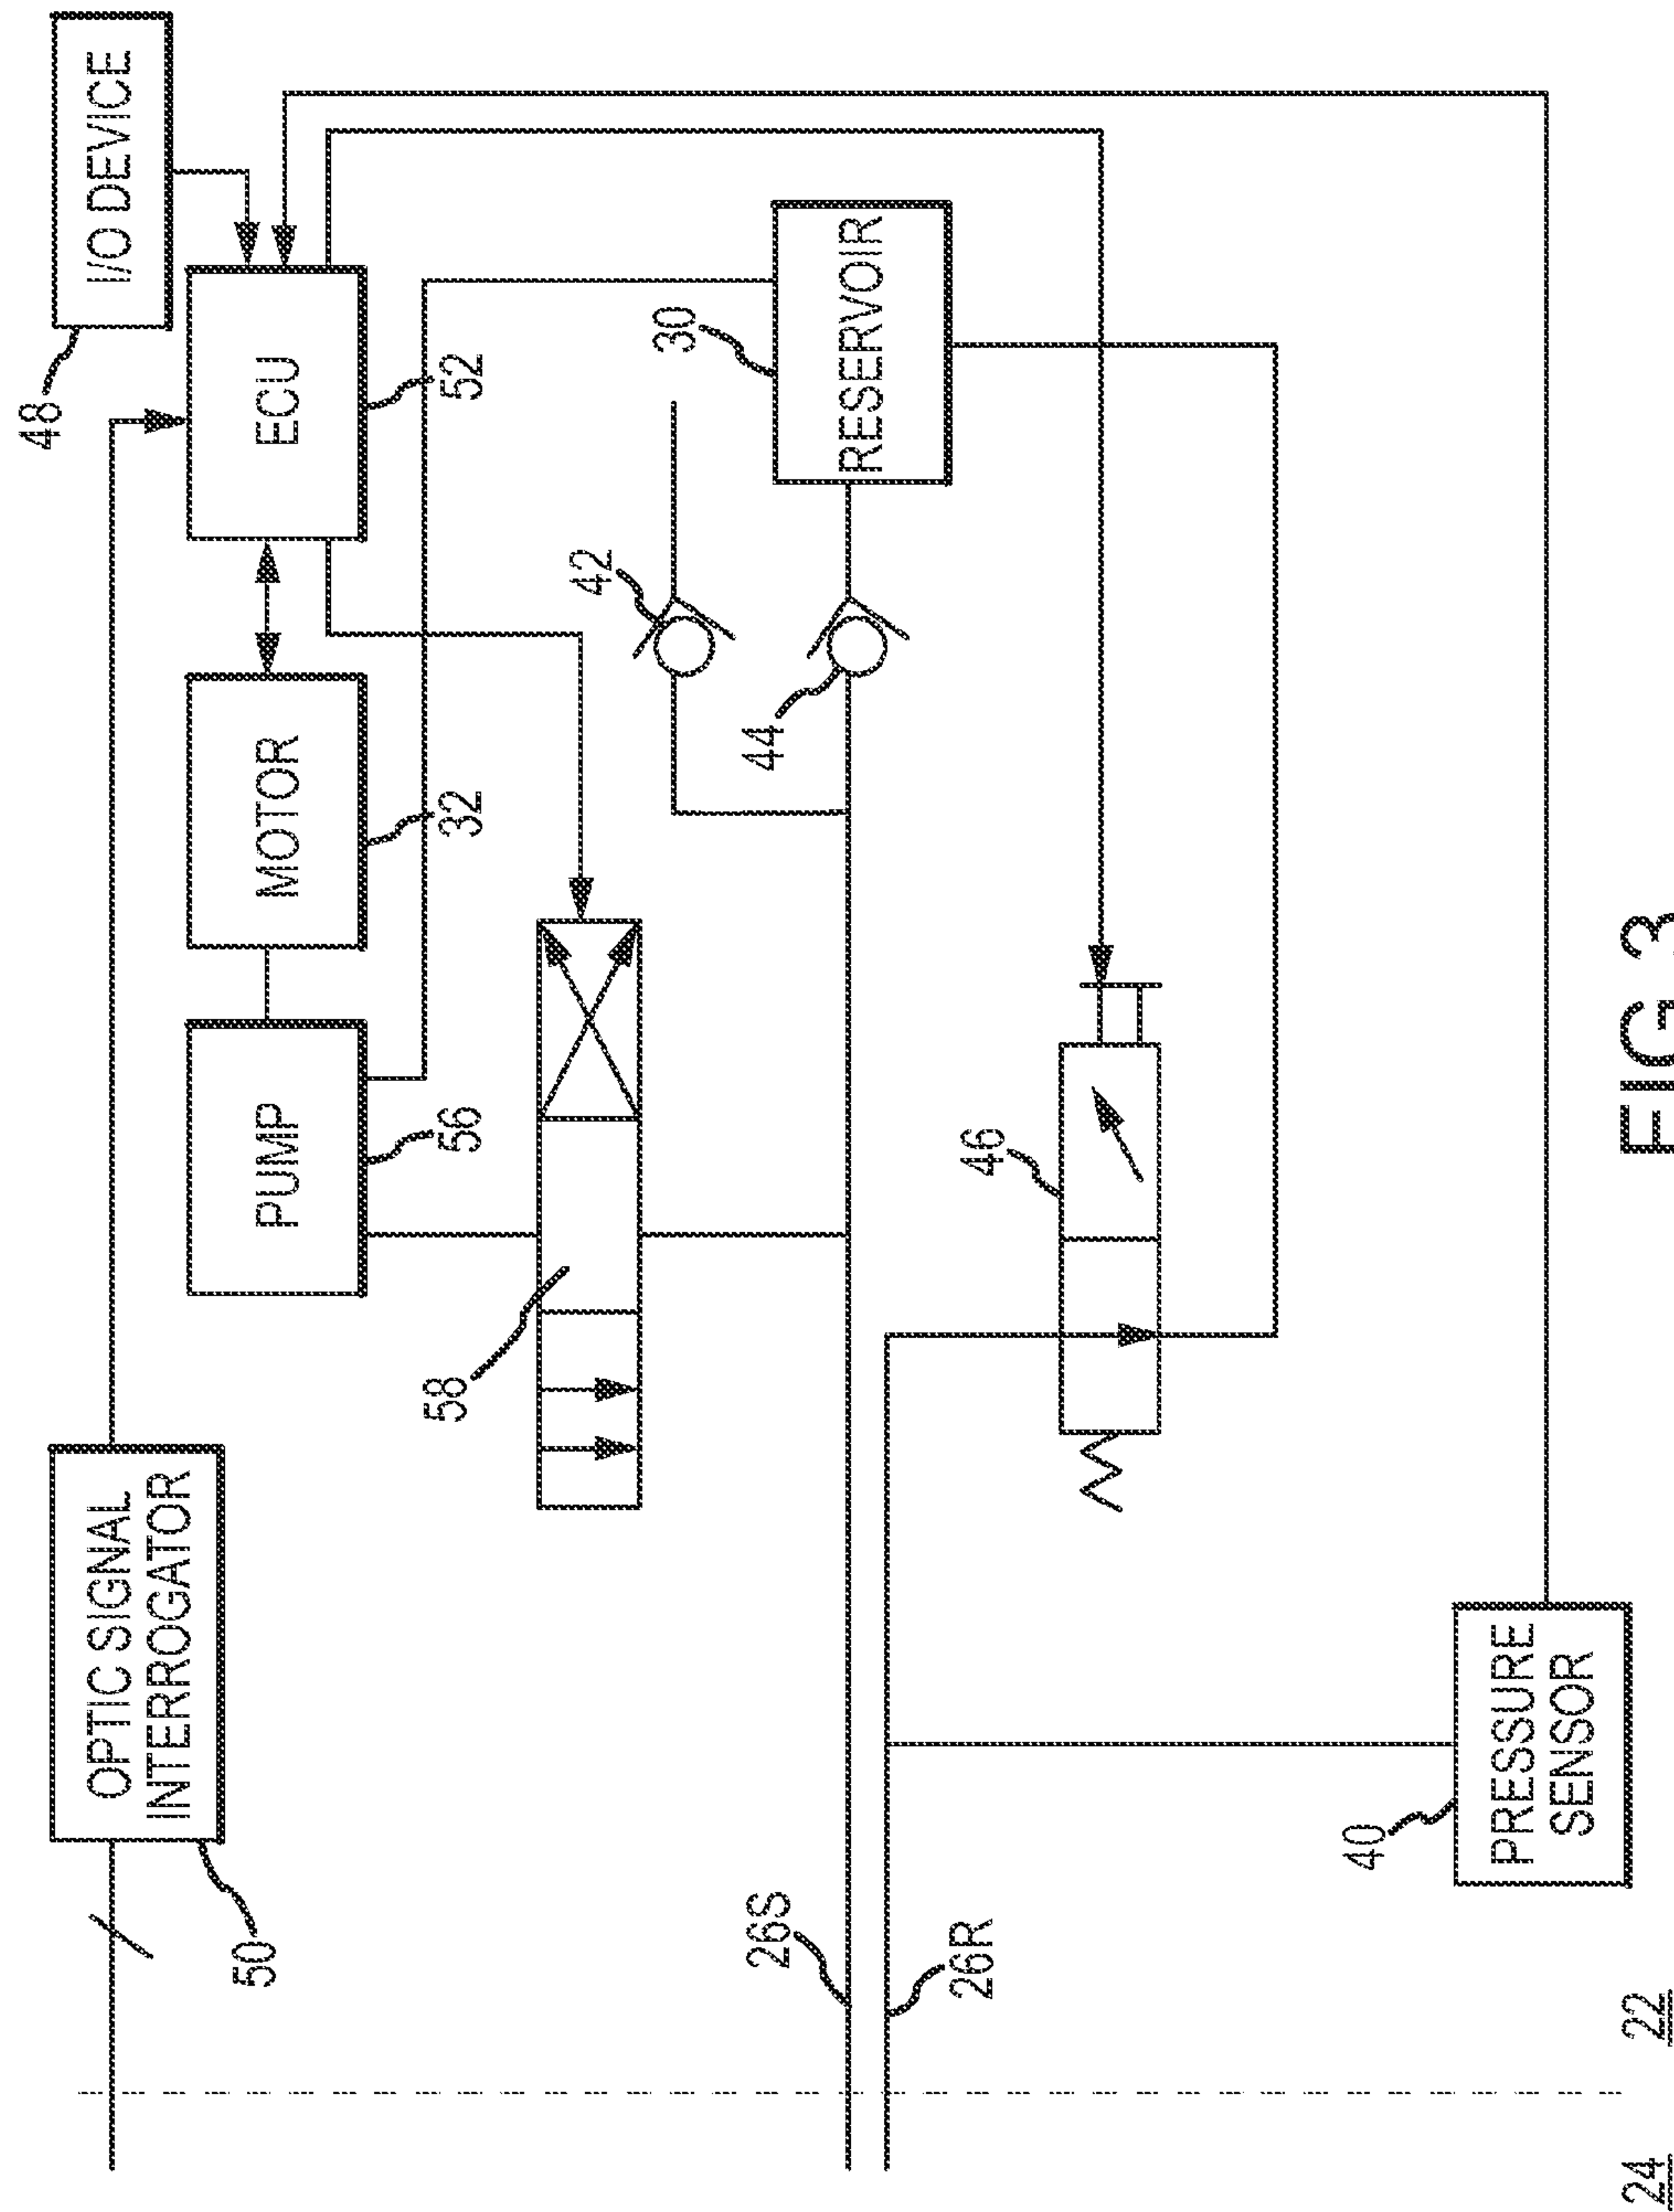 48
I/O DEVICE
ECU
52
MOTOR
32
PUMP
56
OPTIC SIGNAL
INTERROGATOR
50
58
42
44
30
RESERVOIR
46
26S
26R
40
PRESSURE
SENSOR
24
22
FIG 3